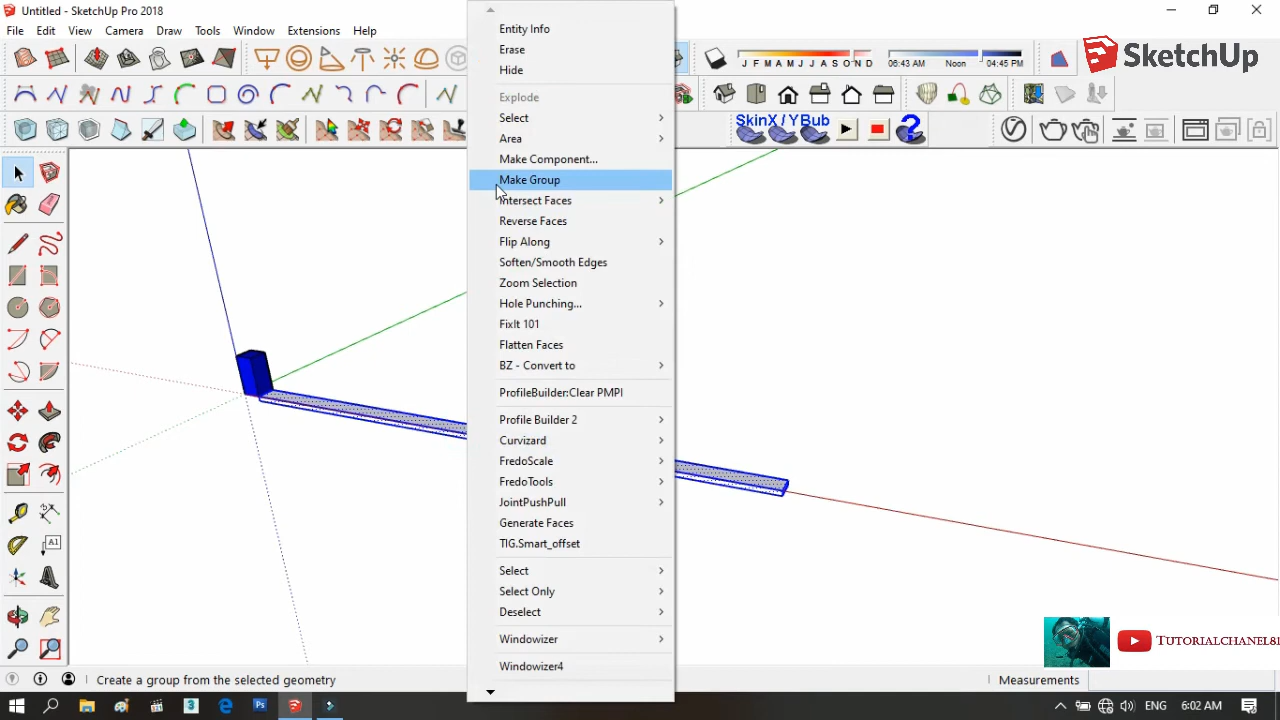 Untitled - SketchUp Pro 2018
File Edit View Camera Draw Tools Window Extensions Help
SketchUp
J F M A M J J A S O N D
06:43 AM Noon 04:45 PM
SkinX / YBub
?
A1
Entity Info
Erase
Hide
Explode
Select
Area
Make Component...
Make Group
Intersect Faces
Reverse Faces
Flip Along
Soften/Smooth Edges
Zoom Selection
Hole Punching...
FixIt 101
Flatten Faces
BZ - Convert to
ProfileBuilder:Clear PMPI
Profile Builder 2
Curvizard
FredoScale
FredoTools
JointPushPull
Generate Faces
TIG.Smart_offset
Select
Select Only
Deselect
Windowizer
Windowizer4
Tutorialchanel81
Create a group from the selected geometry
Measurements
3
Ps
ENG
6:02 AM